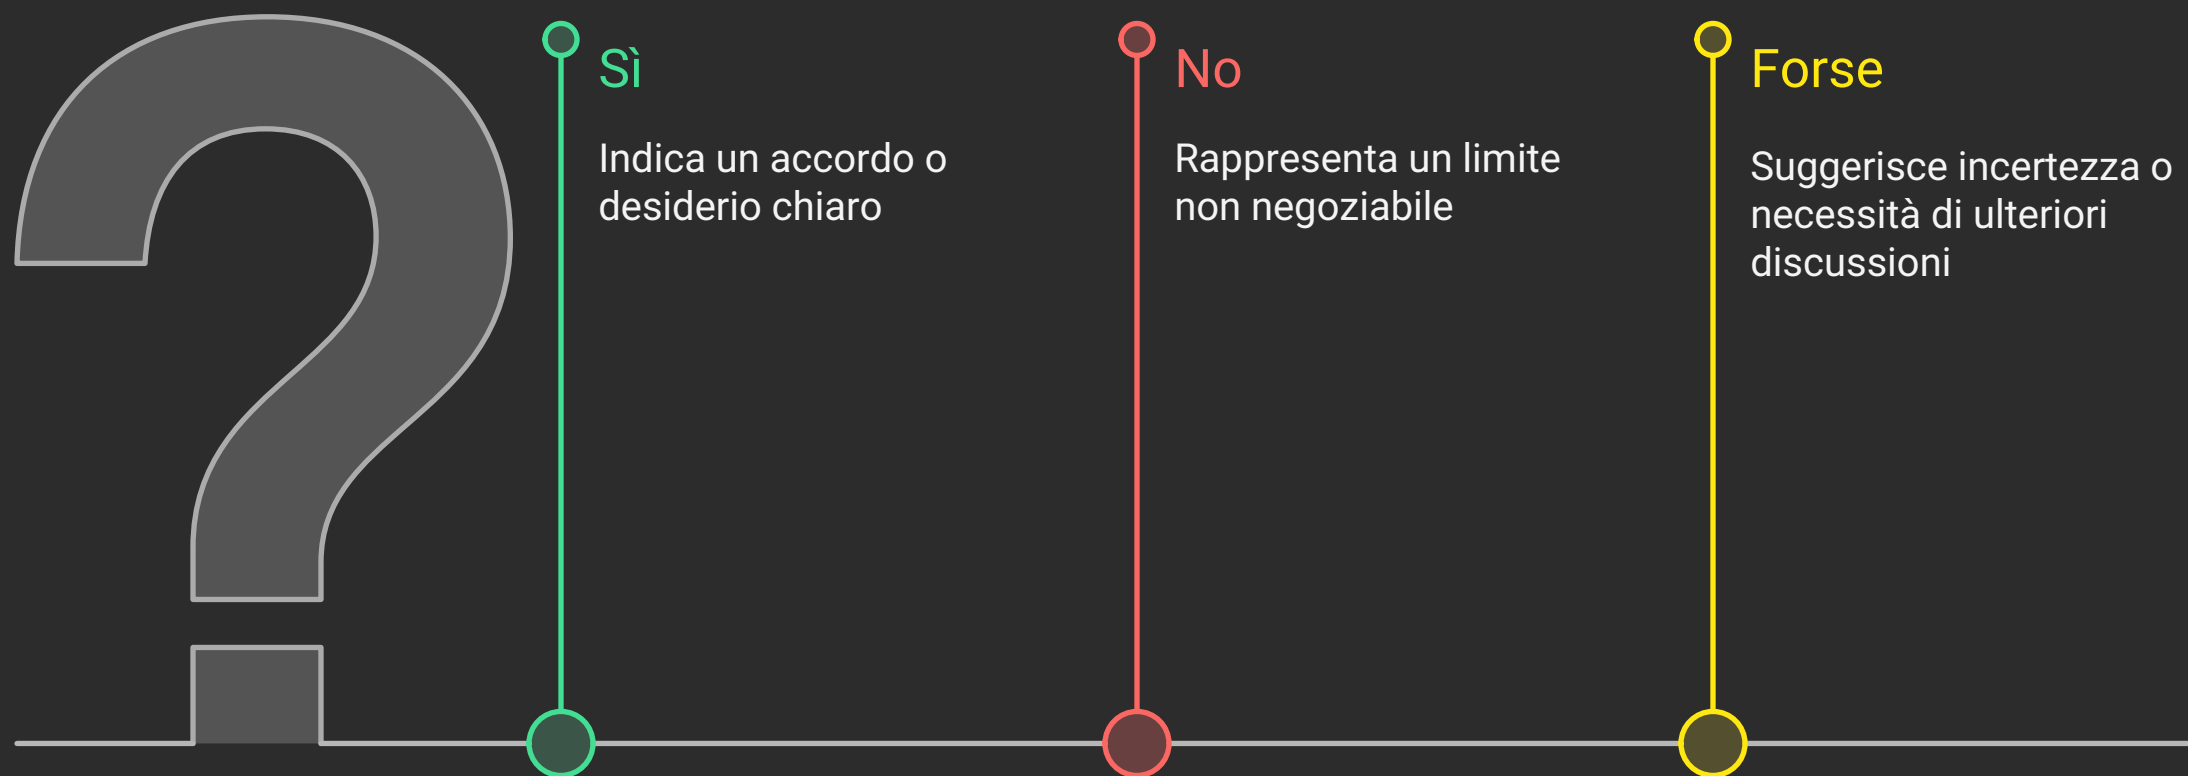 Sì
Indica un accordo o
desiderio chiaro
No
Rappresenta un limite
non negoziabile
Forse
Suggerisce incertezza o
necessità di ulteriori
discussioni